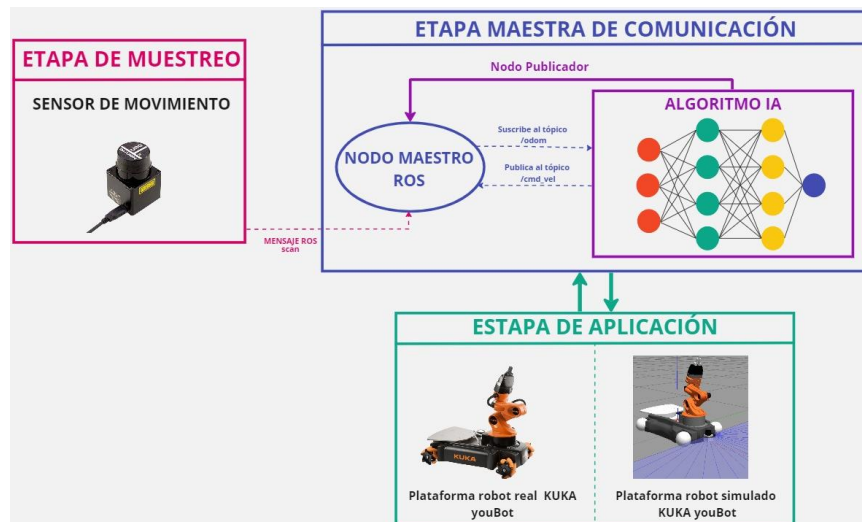 ETAPA MAESTRA DE COMUNICACIÓN
ETAPA DE MUESTREO
SENSOR DE MOVIMIENTO
Nodo Publicador
ALGORITMO IA
NODO MAESTRO
ROS
Suscribe al tópico
/odom
Publica al tópico
/cmd_vel
MENSAJE ROS
scan
ESTAPA DE APLICACIÓN
KUKA
Plataforma robot real KUKA
youBot
Plataforma robot simulado
KUKA youBot